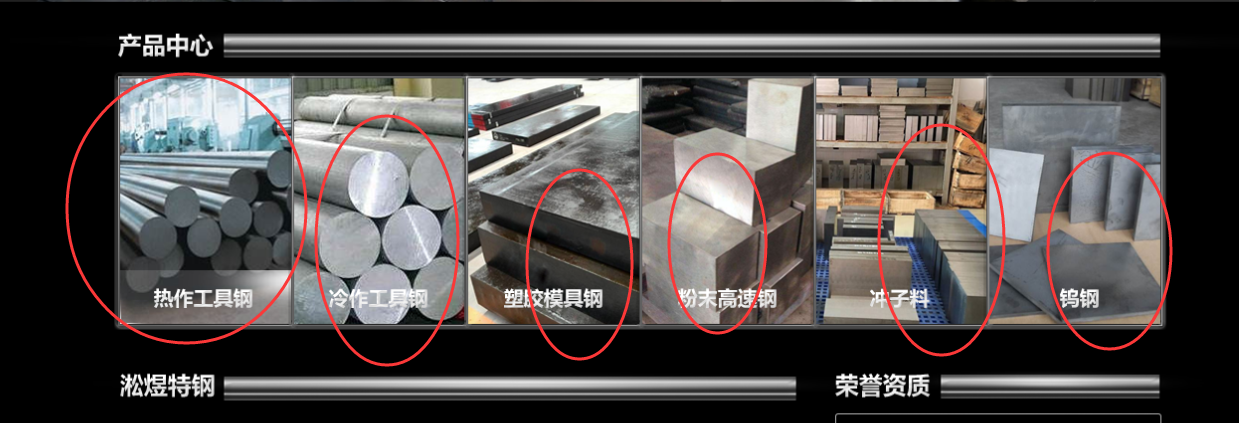 产品中心
热作工具钢
冷作工具钢
塑胶模具钢
粉末高速钢
冲子料
钨钢
淞煜特钢
荣誉资质